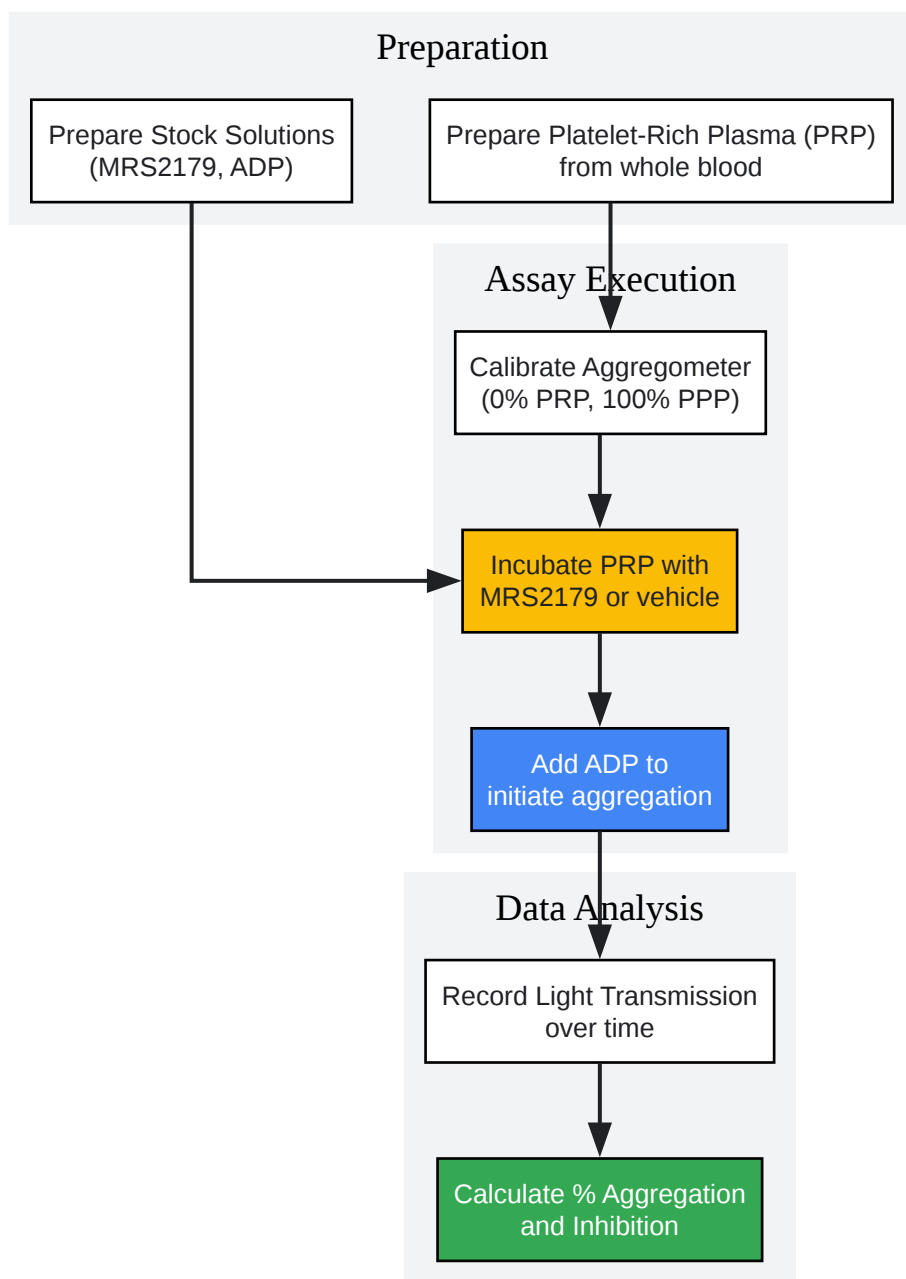 Preparation
Prepare Stock Solutions
(MRS2179, ADP)
Prepare Platelet-Rich Plasma (PRP)
from whole blood
Assay Execution
Calibrate Aggregometer
(0% PRP, 100% PPP)
Incubate PRP with
MRS2179 or vehicle
Add ADP to
initiate aggregation
Data Analysis
Record Light Transmission
over time
Calculate % Aggregation
and Inhibition